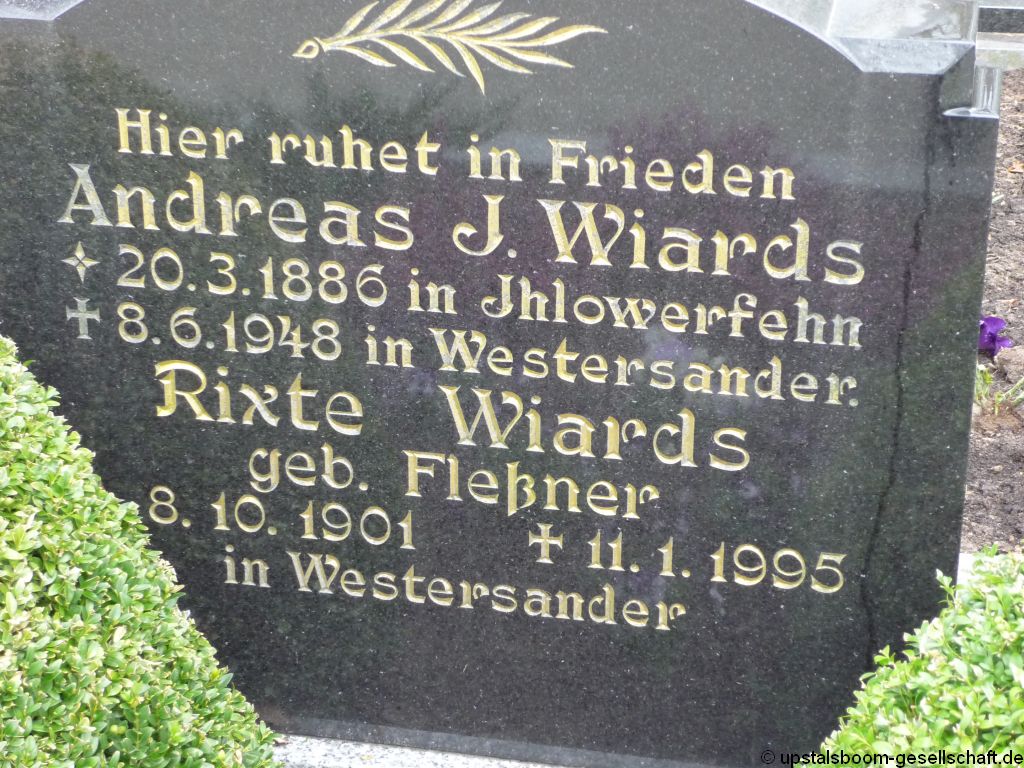 Hier ruhet in Frieden
Andreas J. Wiards
✧ 20.3.1886 in Jhlowerfehn
✝ 8.6.1948 in Westersander.
Rixte Wiards
geb. Fleßner
8. 10. 1901 ✝ 11. 1. 1995
in Westersander
© upstalsboom-gesellschaft.de